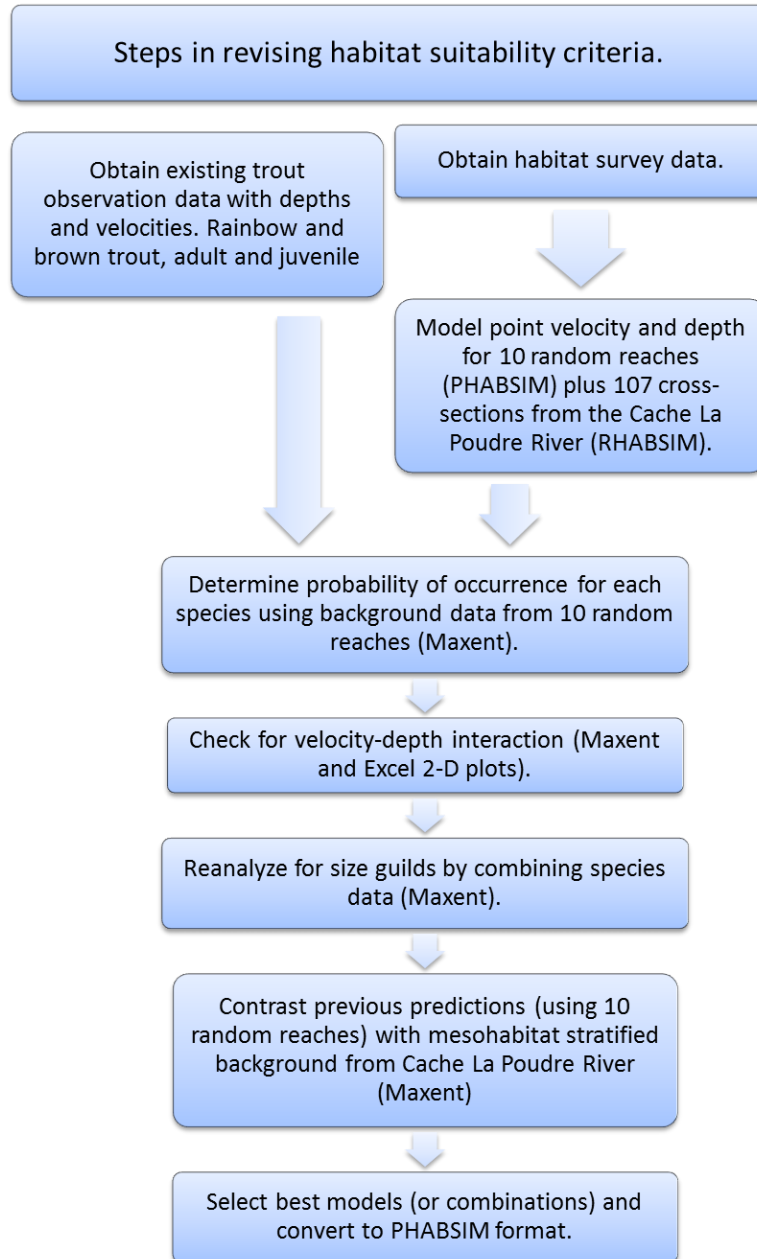 Steps in revising habitat suitability criteria.
Obtain existing trout
observation data with depths
and velocities. Rainbow and
brown trout, adult and juvenile
Obtain habitat survey data.
Model point velocity and depth
for 10 random reaches
(PHABSIM) plus 107 cross-
sections from the Cache La
Poudre River (RHABSIM).
Determine probability of occurrence for each
species using background data from 10 random
reaches (Maxent).
Check for velocity-depth interaction (Maxent
and Excel 2-D plots).
Reanalyze for size guilds by combining species
data (Maxent).
Contrast previous predictions (using 10
random reaches) with mesohabitat stratified
background from Cache La Poudre River
(Maxent)
Select best models (or combinations) and
convert to PHABSIM format.